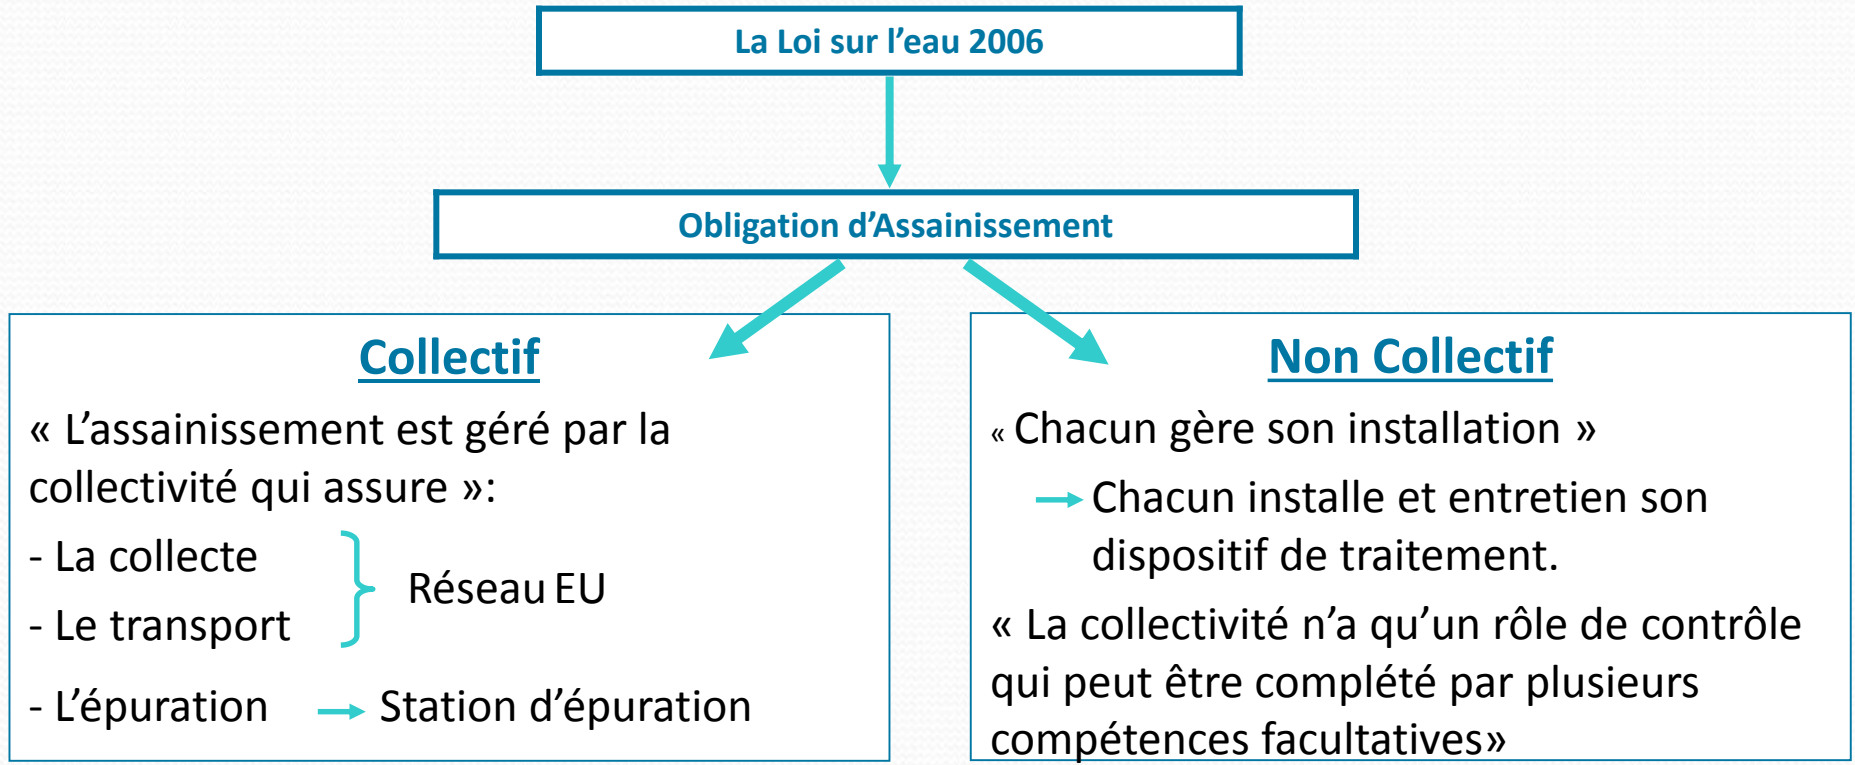 La Loi sur l’eau 2006
Obligation d’Assainissement
Collectif
« L’assainissement est géré par la
collectivité qui assure »:
- La collecte
- Le transport
Réseau EU
- L’épuration
Station d’épuration
Non Collectif
« Chacun gère son installation »
Chacun installe et entretien son
dispositif de traitement.
« La collectivité n’a qu’un rôle de contrôle
qui peut être complété par plusieurs
compétences facultatives»